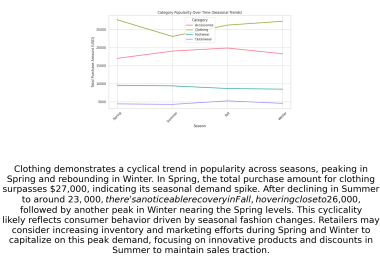 Category Popularity Over Time (Seasonal Trends)
Category
Accessories
Clothing
Footwear
Outerwear
Total Purchase Amount (USD)
25000
20000
15000
10000
5000
Spring
Summer
Fall
Winter
Season
Clothing demonstrates a cyclical trend in popularity across seasons, peaking in
Spring and rebounding in Winter. In Spring, the total purchase amount for clothing
surpasses $27,000, indicating its seasonal demand spike. After declining in Summer
to around 23,000, there'sanoticeablerecoveryinFall, hoveringcloseto26,000,
followed by another peak in Winter nearing the Spring levels. This cyclicality
likely reflects consumer behavior driven by seasonal fashion changes. Retailers may
consider increasing inventory and marketing efforts during Spring and Winter to
capitalize on this peak demand, focusing on innovative products and discounts in
Summer to maintain sales traction.